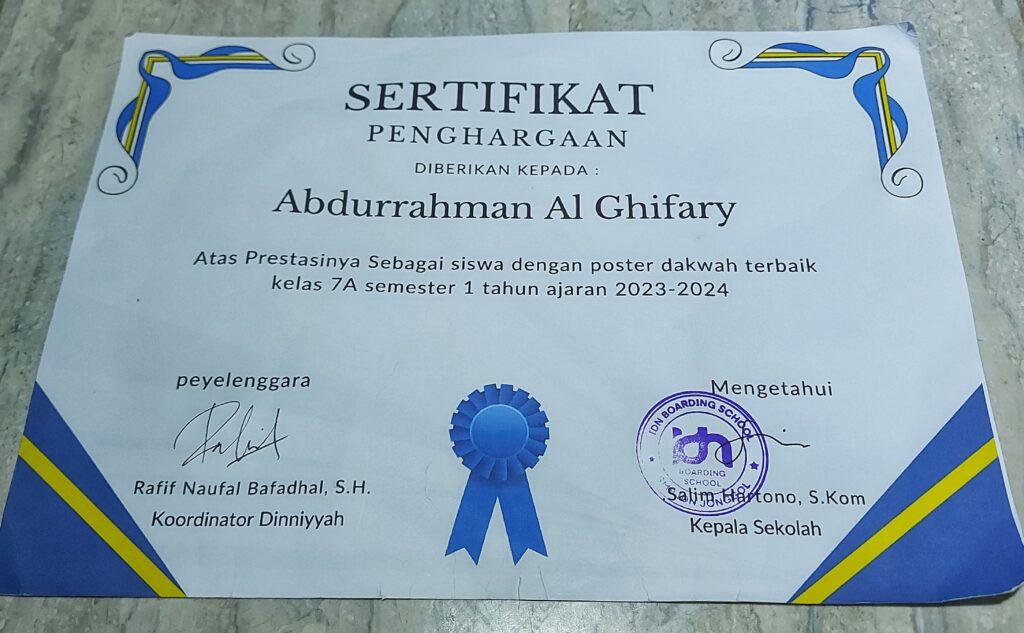 SERTIFIKAT
PENGHARGAAN
DIBERIKAN KEPADA :
Abdurrahman Al Ghifary
Atas Prestasinya Sebagai siswa dengan poster dakwah terbaik
kelas 7A semester 1 tahun ajaran 2023-2024
peyelenggara
Rafif Naufal Bafadhal, S.H.
Koordinator Dinniyyah
Mengetahui
IDN BOARDING SCHOOL
idn
BOARDING
SCHOOL
JONGGOL
Salim Hartono, S.Kom
Kepala Sekolah